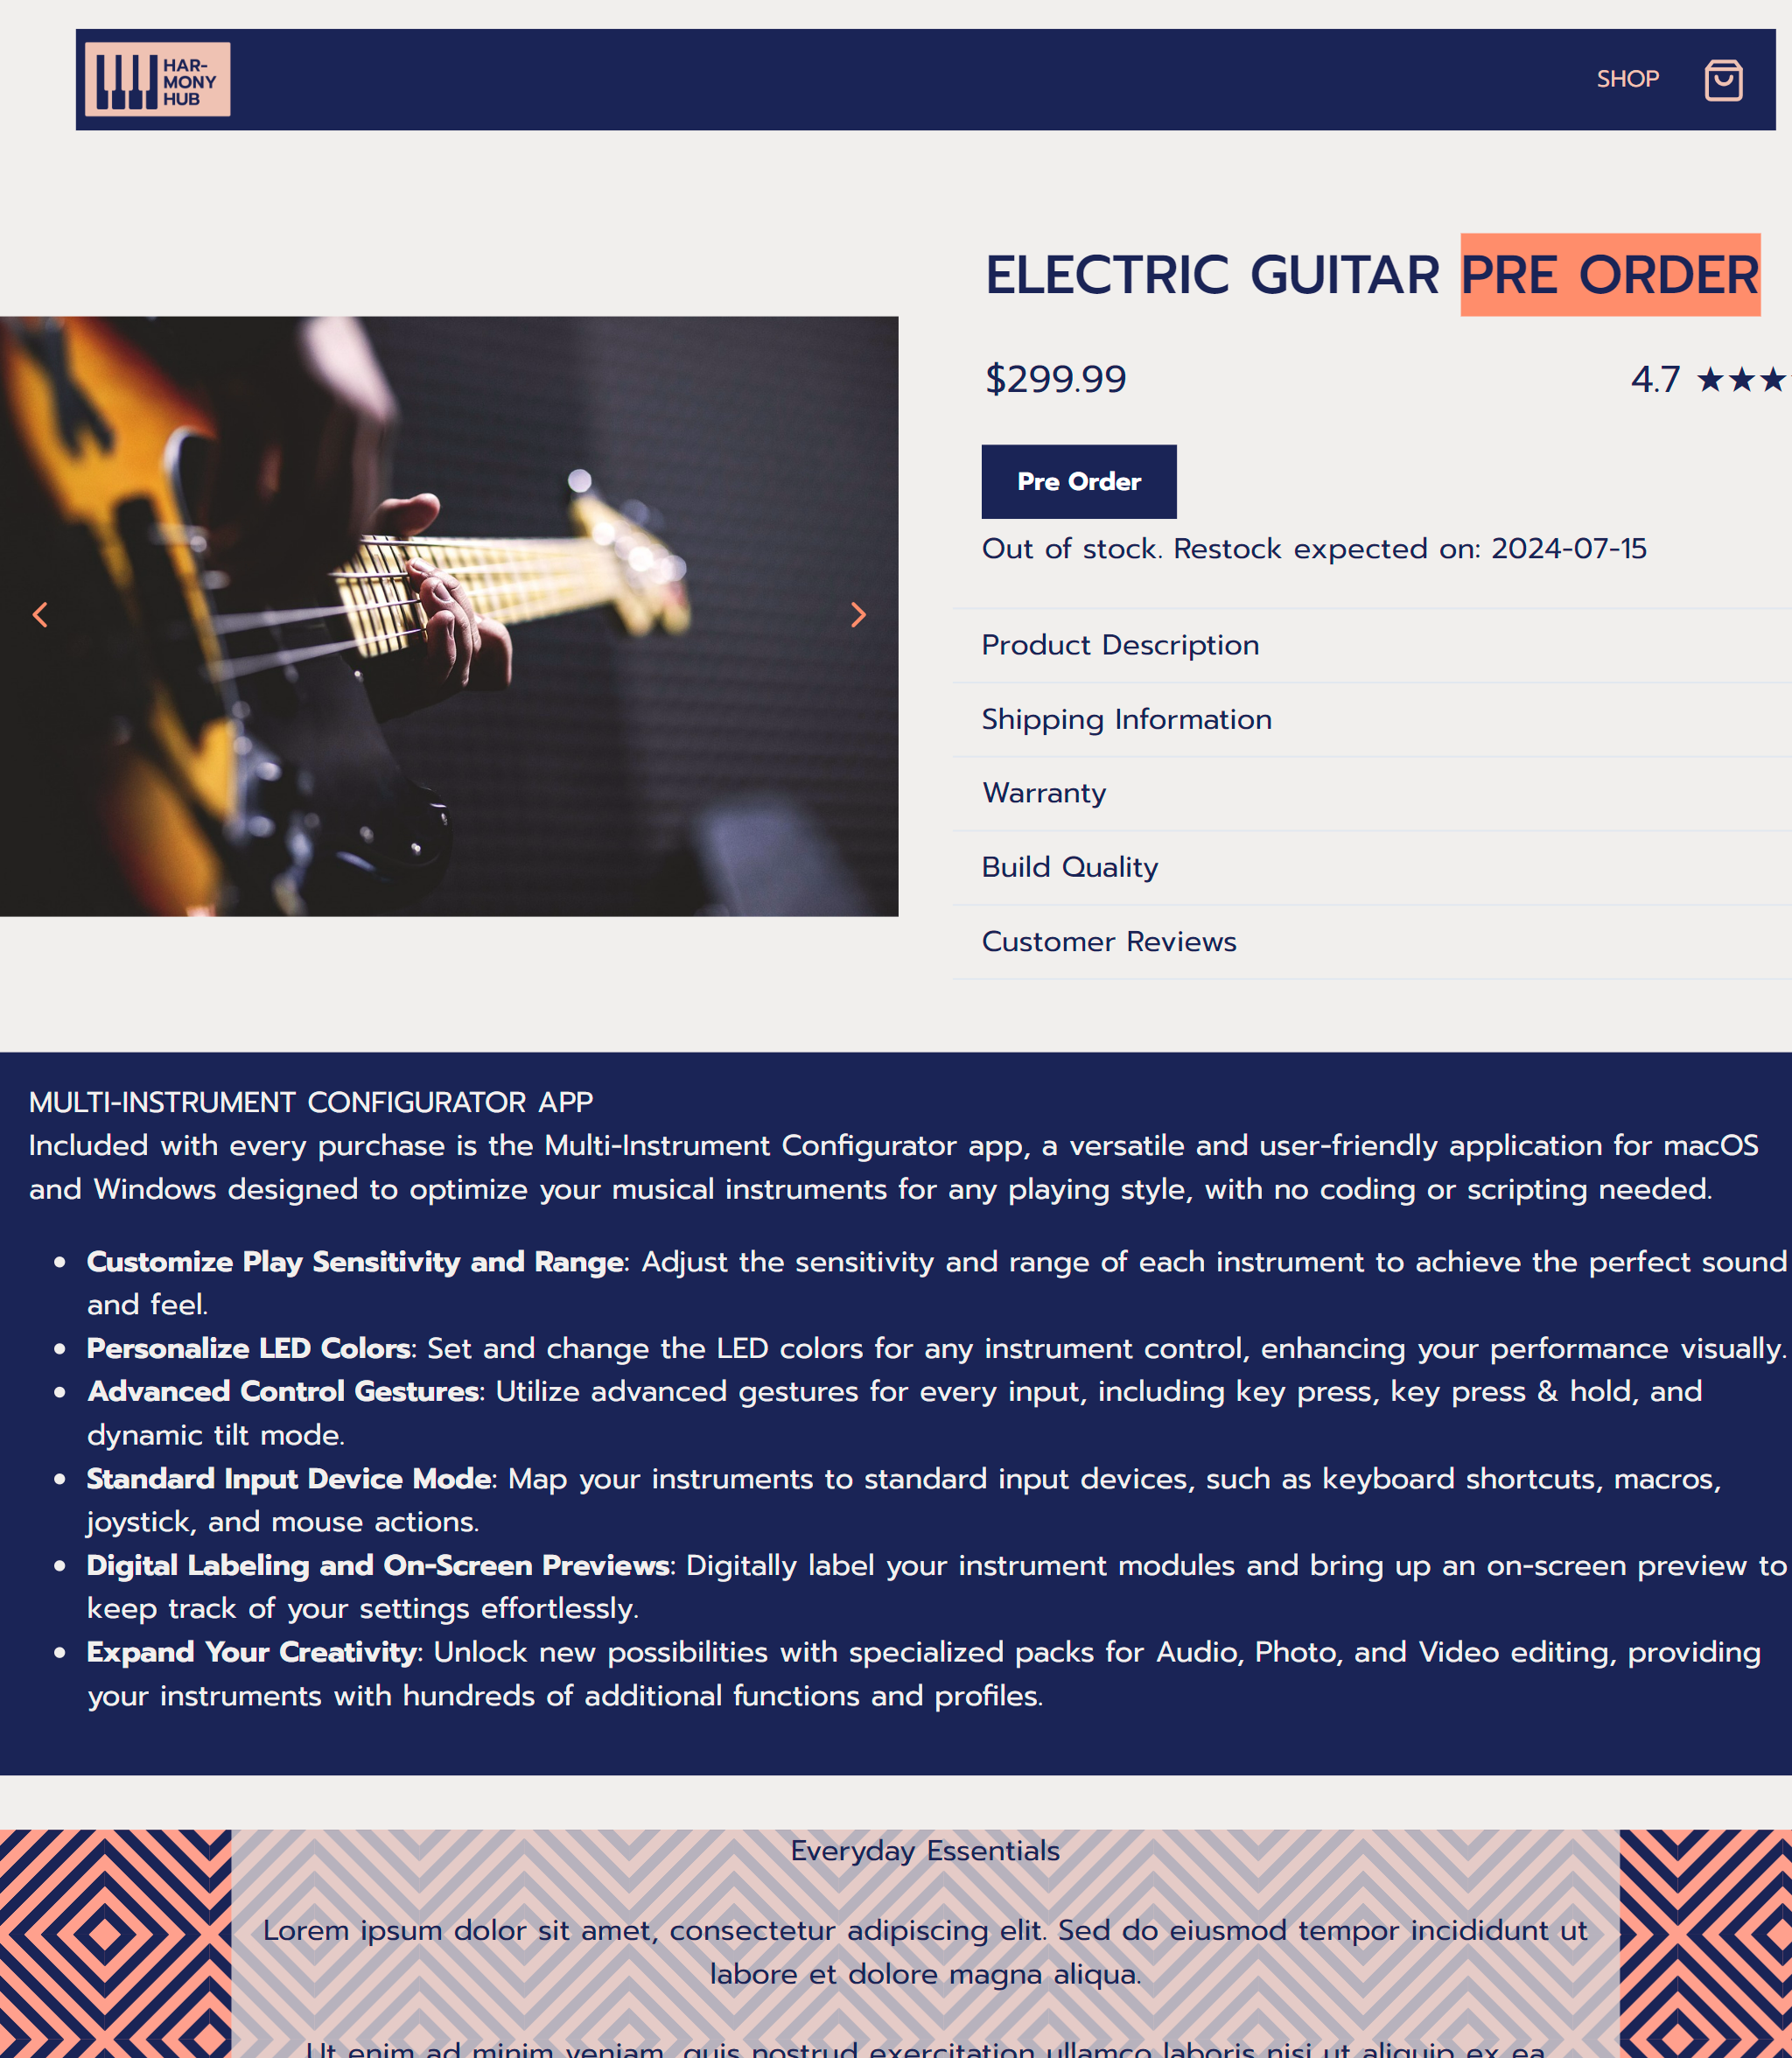 HAR-
MONY
HUB
SHOP
ELECTRIC GUITAR PRE ORDER
$299.99
4.7 ★★★
Pre Order
Out of stock. Restock expected on: 2024-07-15
Product Description
Shipping Information
Warranty
Build Quality
Customer Reviews
MULTI-INSTRUMENT CONFIGURATOR APP
Included with every purchase is the Multi-Instrument Configurator app, a versatile and user-friendly application for macOS
and Windows designed to optimize your musical instruments for any playing style, with no coding or scripting needed.
• Customize Play Sensitivity and Range: Adjust the sensitivity and range of each instrument to achieve the perfect sound
and feel.
• Personalize LED Colors: Set and change the LED colors for any instrument control, enhancing your performance visually.
• Advanced Control Gestures: Utilize advanced gestures for every input, including key press, key press & hold, and
dynamic tilt mode.
• Standard Input Device Mode: Map your instruments to standard input devices, such as keyboard shortcuts, macros,
joystick, and mouse actions.
• Digital Labeling and On-Screen Previews: Digitally label your instrument modules and bring up an on-screen preview to
keep track of your settings effortlessly.
• Expand Your Creativity: Unlock new possibilities with specialized packs for Audio, Photo, and Video editing, providing
your instruments with hundreds of additional functions and profiles.
Everyday Essentials
Lorem ipsum dolor sit amet, consectetur adipiscing elit. Sed do eiusmod tempor incididunt ut
labore et dolore magna aliqua.
Ut enim ad minim veniam, quis nostrud exercitation ullamco laboris nisi ut aliquip ex ea